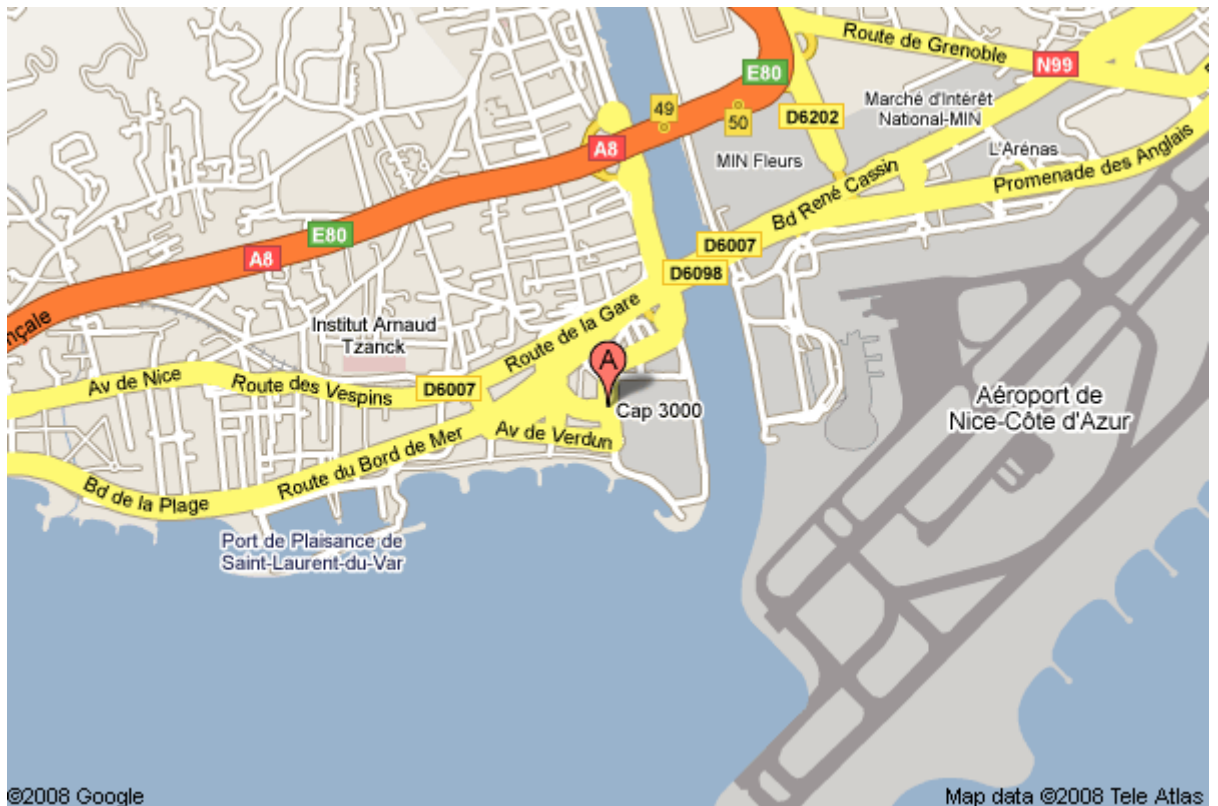 Route de Grenoble
N99
E80
Marché d'Intérêt
National-MIN
49
50
D6202
A8
MIN Fleurs
L'Arénas
Promenade des Anglais
Bd René Cassin
E80
A8
D6007
D6098
nçale
Institut Arnaud
Tzanck
Route de la Gare
A
Av de Nice
Route des Vespins
D6007
Cap 3000
Aéroport de
Nice-Côte d'Azur
Av de Verdun
Route du Bord de Mer
Bd de la Plage
Port de Plaisance de
Saint-Laurent-du-Var
©2008 Google
Map data ©2008 Tele Atlas